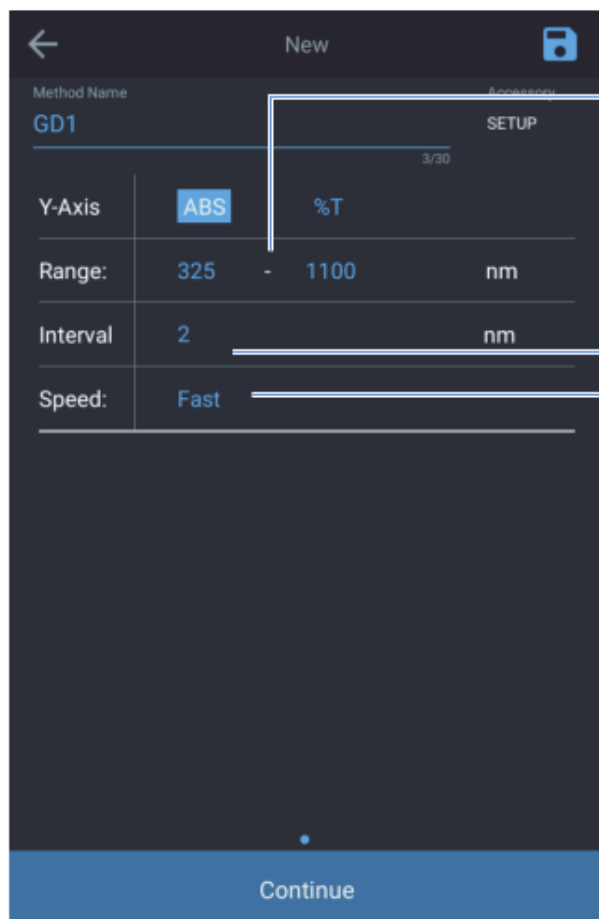 New
Method Name
Accessory
GD1
SETUP
3/30
Y-Axis ABS %T
Range: 325 - 1100 nm
Interval 2 nm
Speed: Fast
Continue